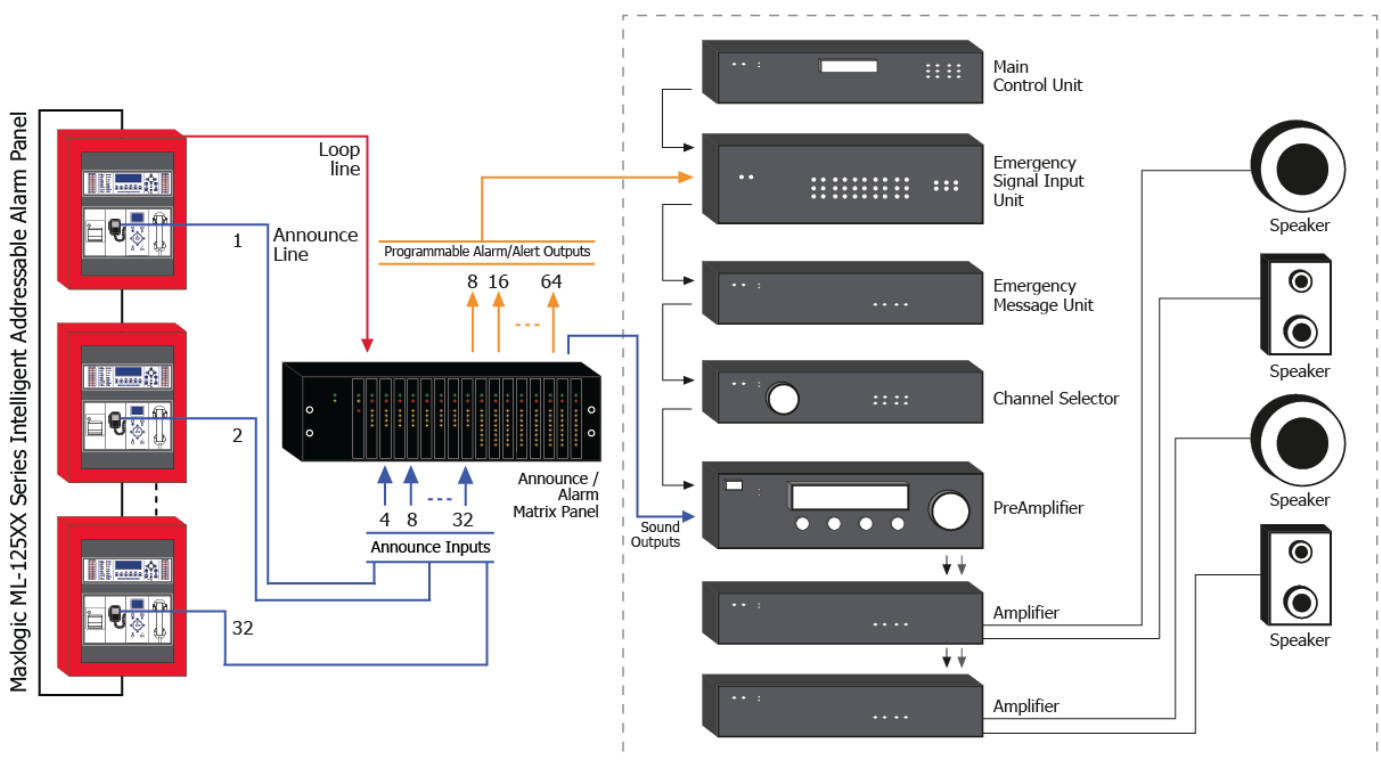 Maxlogic ML-125XX Series Intelligent Addressable Alarm Panel
Loop
line
1
Announce
Line
2
32
Programmable Alarm/Alert Outputs
8 16 64
Announce /
Alarm
Matrix Panel
4 8 32
Announce Inputs
Sound
Outputs
Main
Control Unit
Emergency
Signal Input
Unit
Emergency
Message Unit
Channel Selector
PreAmplifier
Amplifier
Amplifier
Speaker
Speaker
Speaker
Speaker